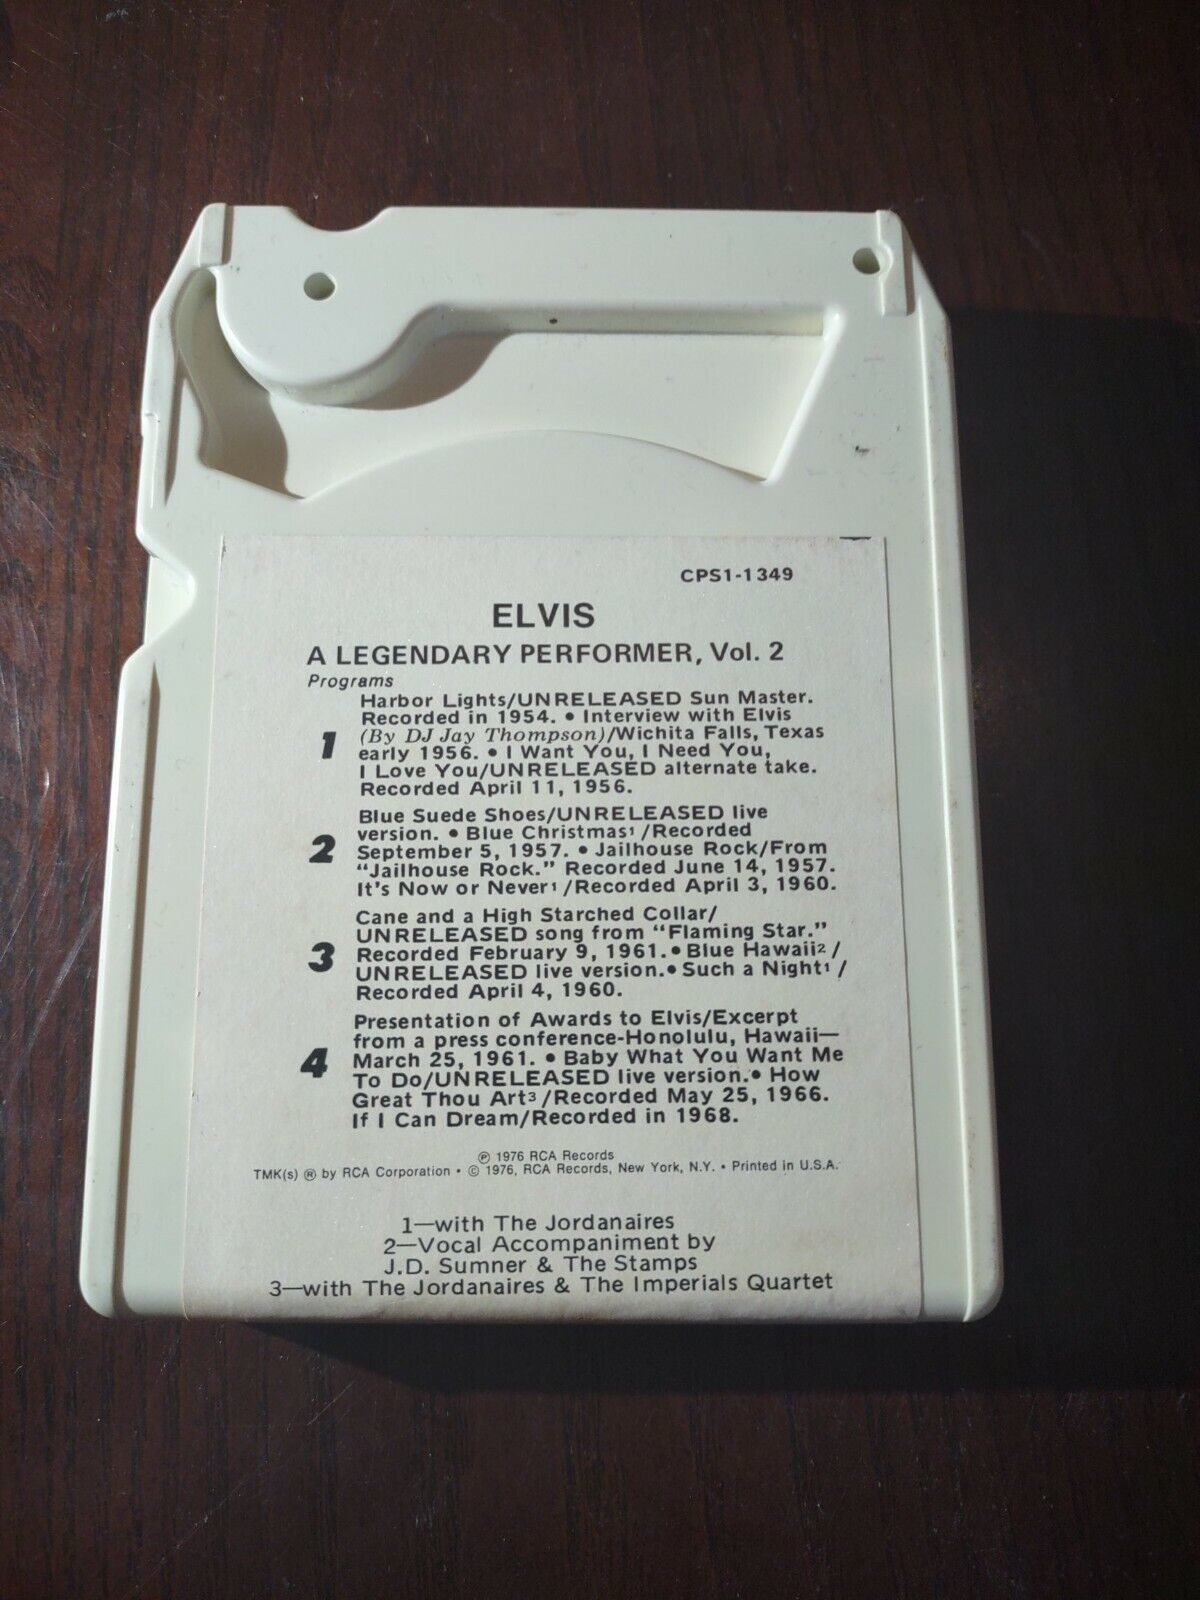 CPS1-1349
ELVIS
A LEGENDARY PERFORMER, Vol. 2
Programs
1
Harbor Lights/UNRELEASED Sun Master.
Recorded in 1954. • Interview with Elvis
(By DJ Jay Thompson)/Wichita Falls, Texas
early 1956. • I Want You, I Need You,
I Love You/UNRELEASED alternate take.
Recorded April 11, 1956.
2
Blue Suede Shoes/UNRELEASED live
version. • Blue Christmas¹ /Recorded
September 5, 1957. • Jailhouse Rock/From
"Jailhouse Rock." Recorded June 14, 1957.
It's Now or Never¹ /Recorded April 3, 1960.
3
Cane and a High Starched Collar/
UNRELEASED song from "Flaming Star."
Recorded February 9, 1961. • Blue Hawaii² /
UNRELEASED live version. • Such a Night¹ /
Recorded April 4, 1960.
4
Presentation of Awards to Elvis/Excerpt
from a press conference-Honolulu, Hawaii—
March 25, 1961. • Baby What You Want Me
To Do/UNRELEASED live version. • How
Great Thou Art³ /Recorded May 25, 1966.
If I Can Dream/Recorded in 1968.
℗ 1976 RCA Records
TMK(s) ® by RCA Corporation • © 1976, RCA Records, New York, N.Y. • Printed in U.S.A.
1—with The Jordanaires
2—Vocal Accompaniment by
J.D. Sumner & The Stamps
3—with The Jordanaires & The Imperials Quartet